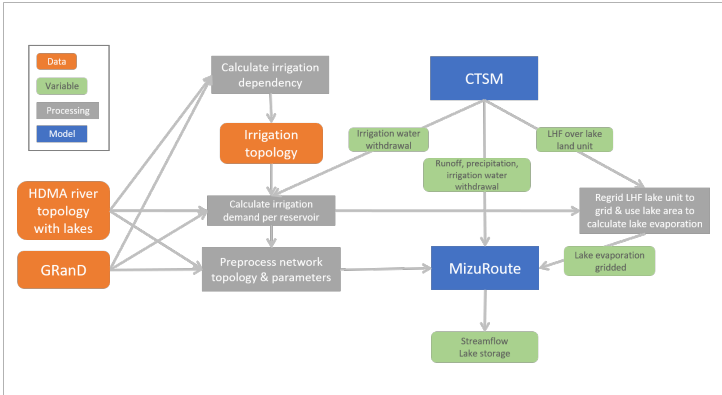 Data
Variable
Processing
Model
Calculate irrigation
dependency
CTSM
Irrigation
topology
Irrigation water
withdrawal
LHF over lake
land unit
Runoff, precipitation,
irrigation water
withdrawal
HDMA river
topology
with lakes
Calculate irrigation
demand per reservoir
Regrid LHF lake unit to
grid & use lake area to
calculate lake evaporation
GRanD
Preprocess network
topology & parameters
MizuRoute
Lake evaporation
gridded
Streamflow
Lake storage